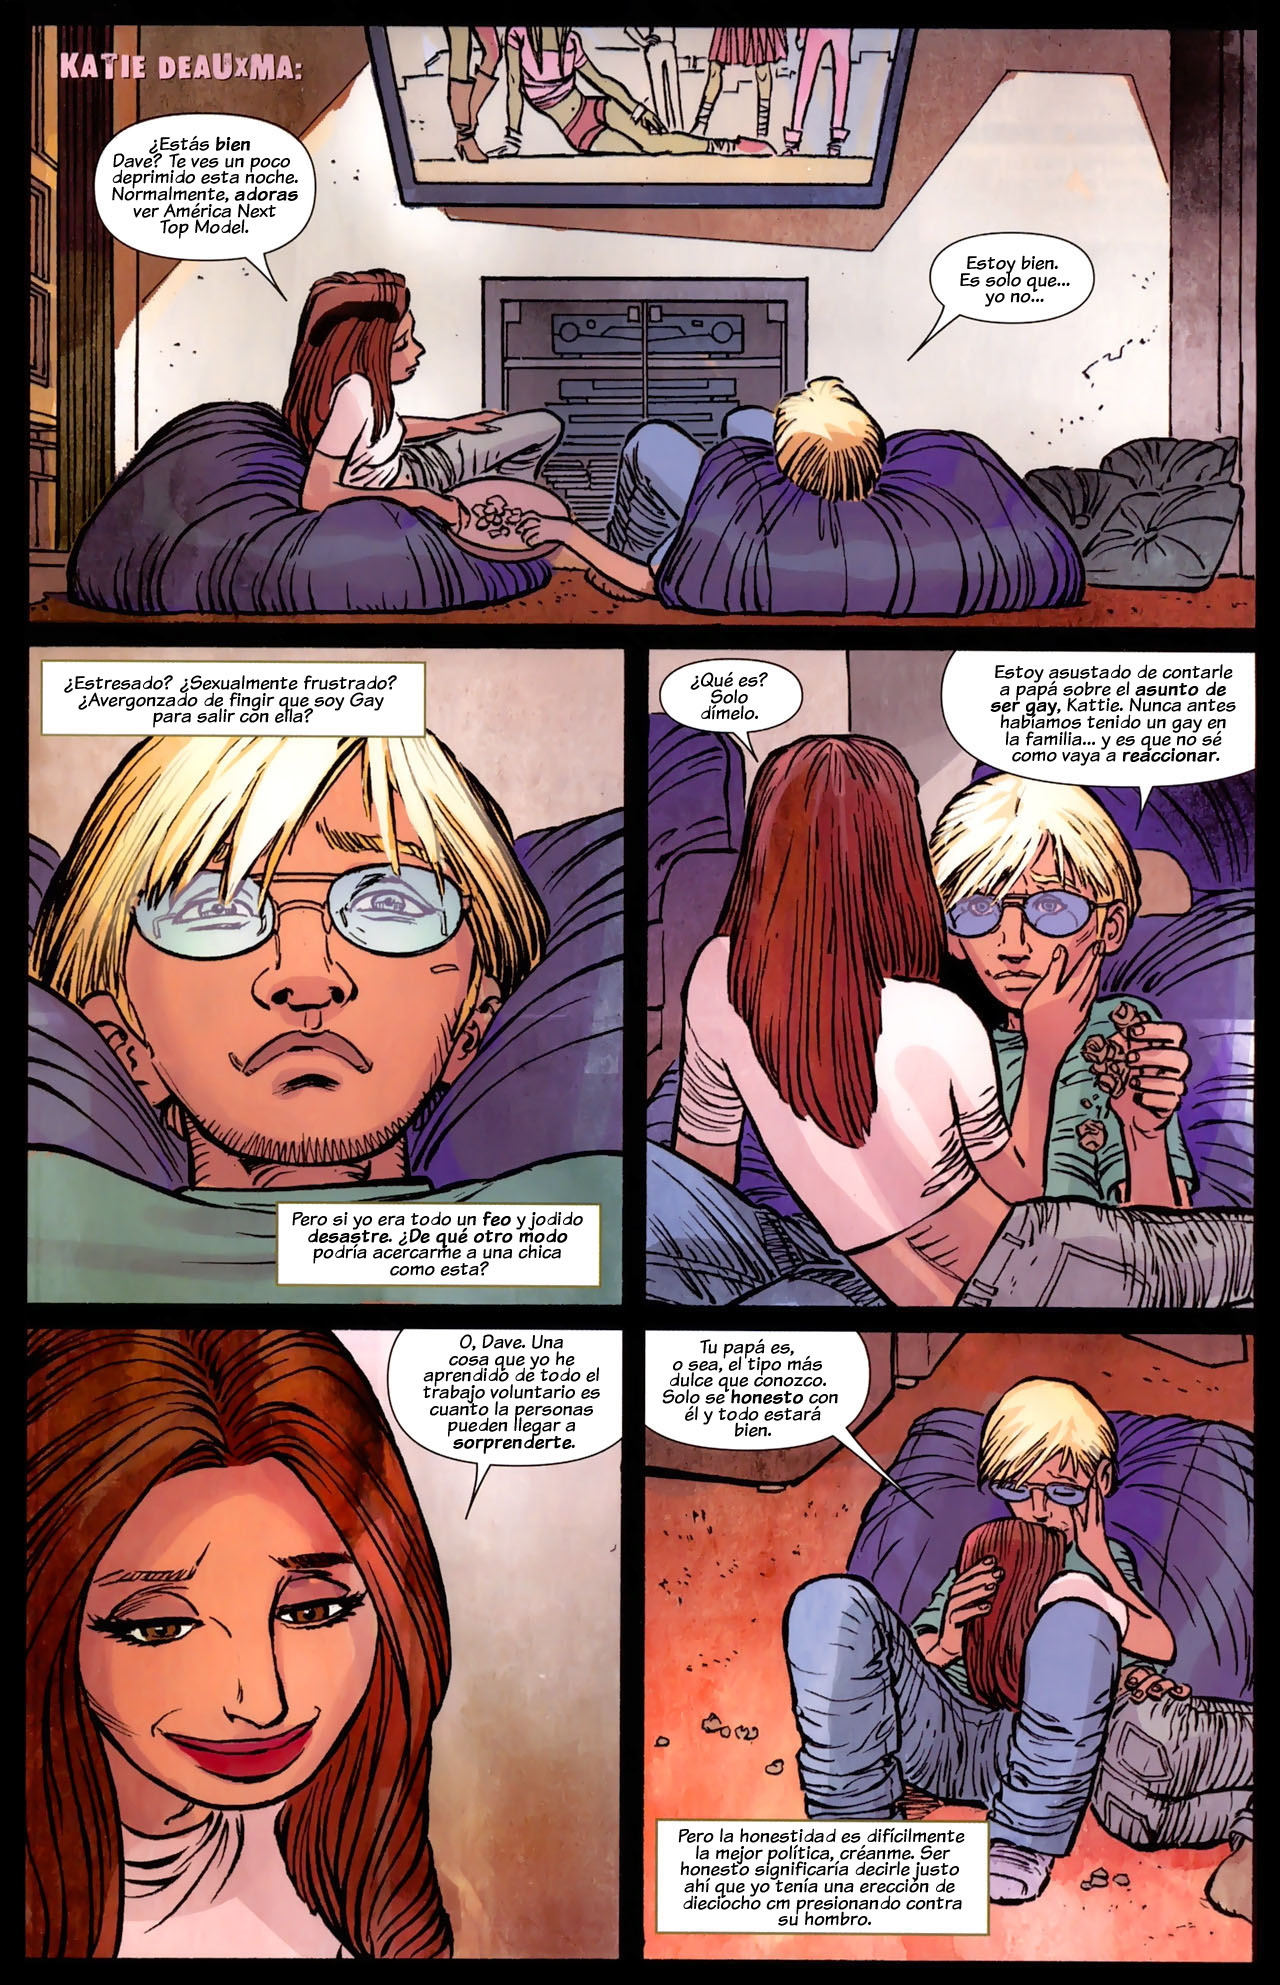 KATIE DEAUxMA:
¿Estás bien
Dave? Te ves un poco
deprimido esta noche.
Normalmente, adoras
ver América Next
Top Model.
Estoy bien.
Es solo que...
yo no...
¿Estresado? ¿Sexualmente frustrado?
¿Avergonzado de fingir que soy Gay
para salir con ella?
Pero si yo era todo un feo y jodido
desastre. ¿De qué otro modo
podría acercarme a una chica
como esta?
¿Qué es?
Solo
dímelo.
Estoy asustado de contarle
a papá sobre el asunto de
ser gay, Kattie. Nunca antes
habíamos tenido un gay en
la familia... y es que no sé
como vaya a reaccionar.
O, Dave. Una
cosa que yo he
aprendido de todo el
trabajo voluntario es
cuanto la personas
pueden llegar a
sorprenderte.
Tu papá es,
o sea, el tipo más
dulce que conozco.
Solo se honesto con
él y todo estará
bien.
Pero la honestidad es difícilmente
la mejor política, créanme. Ser
honesto significaría decirle justo
ahí que yo tenía una erección de
dieciocho cm presionando contra
su hombro.